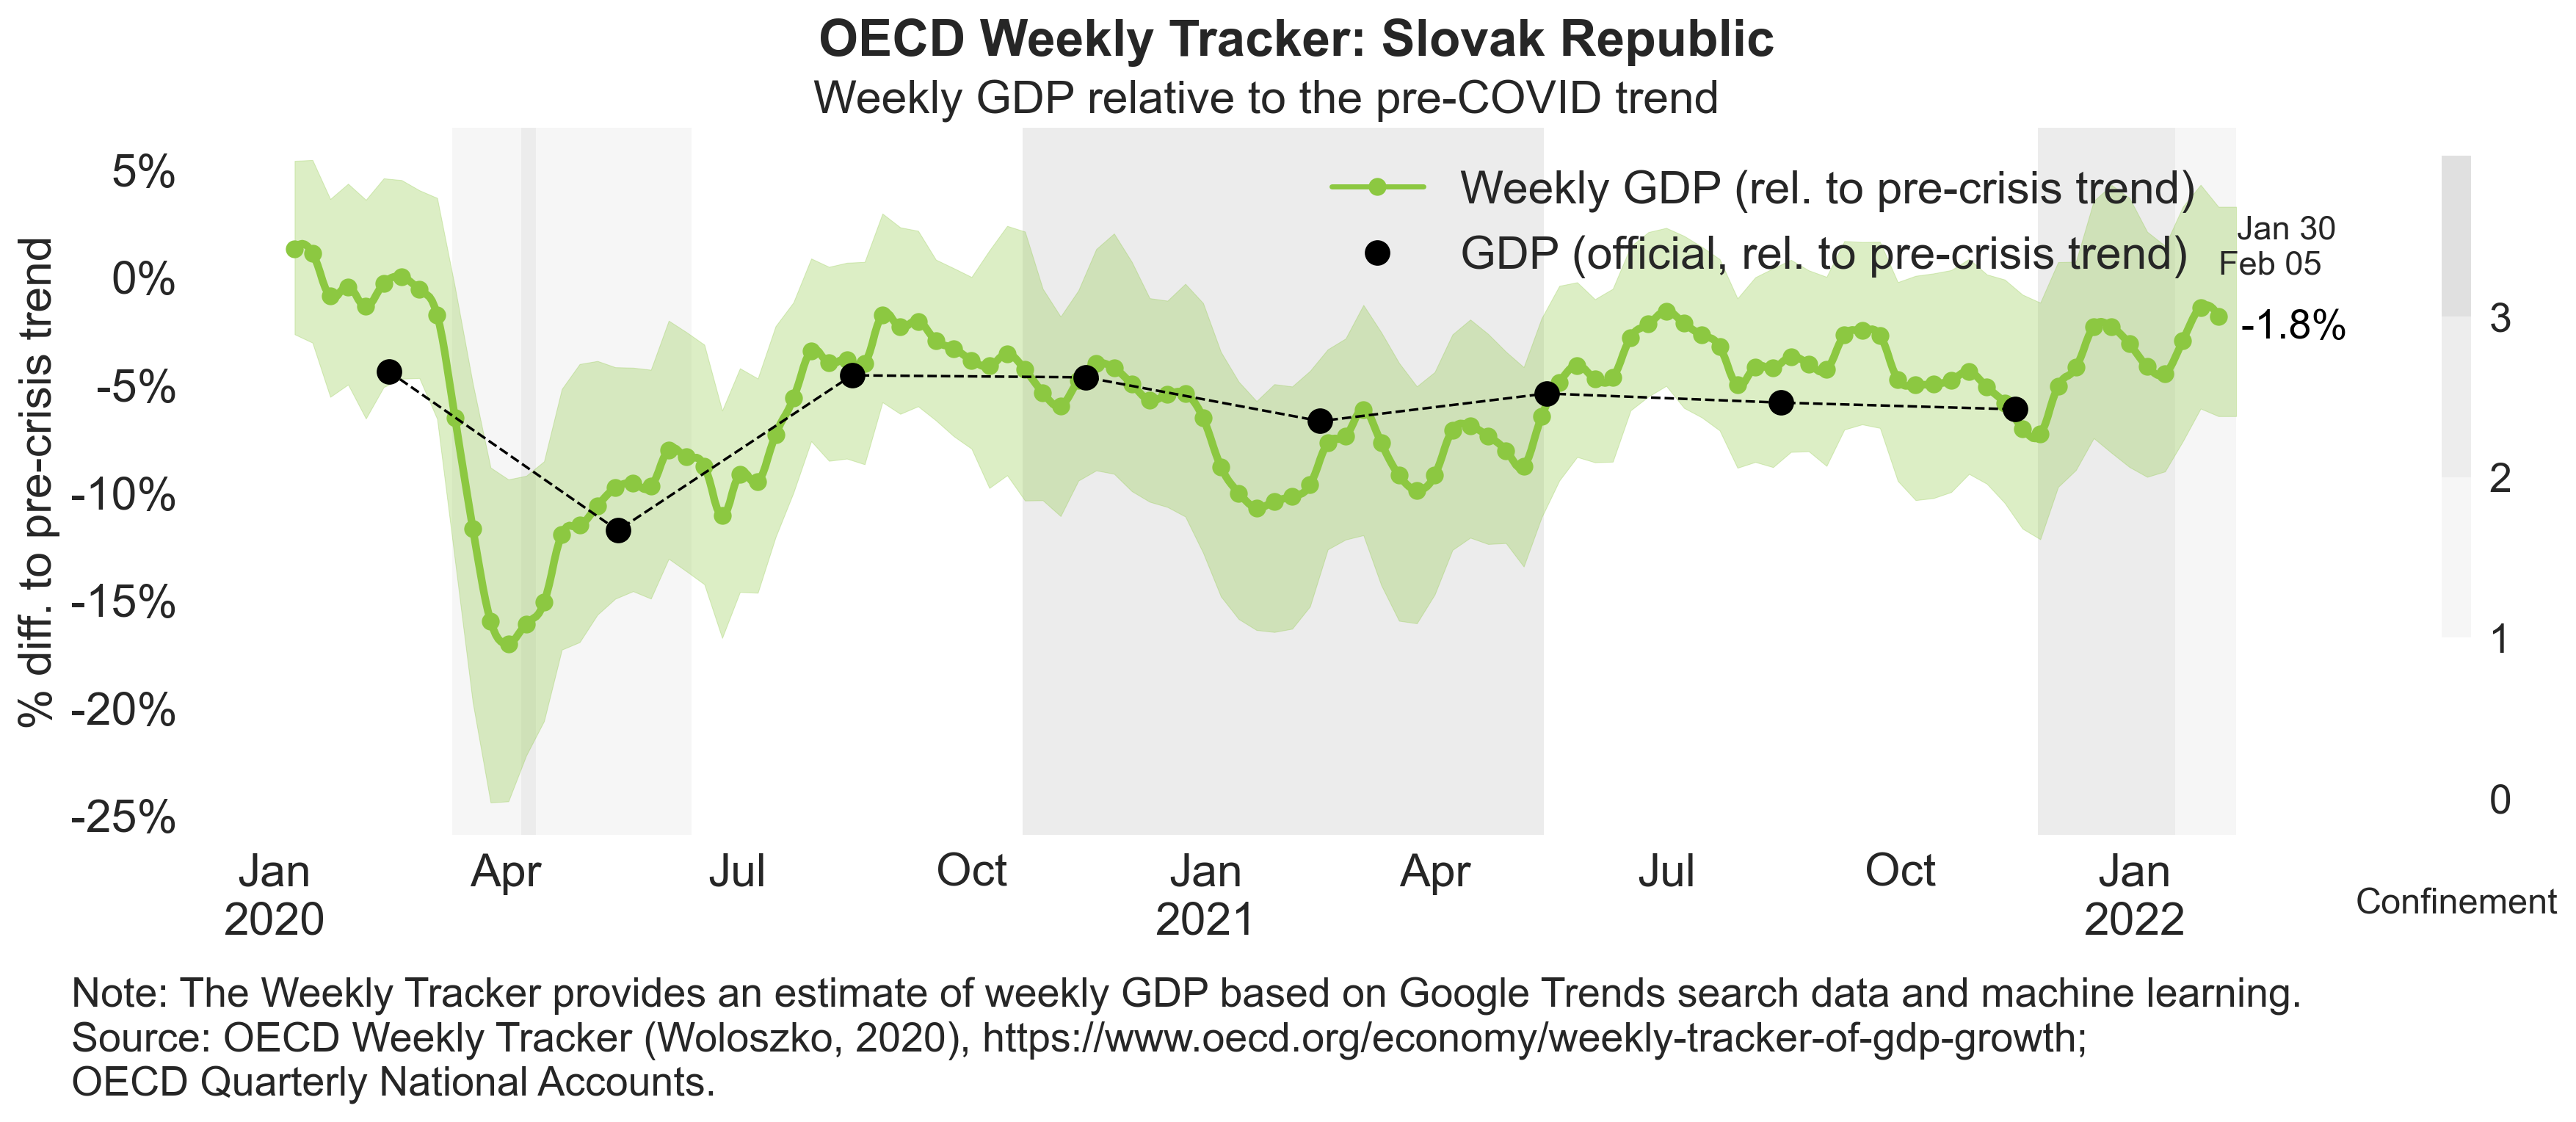 OECD Weekly Tracker: Slovak Republic
Weekly GDP relative to the pre-COVID trend
% diff. to pre-crisis trend
5%
0%
-5%
-10%
-15%
-20%
-25%
Weekly GDP (rel. to pre-crisis trend)
GDP (official, rel. to pre-crisis trend)
Jan 30
Feb 05
-1.8%
3
2
1
0
Confinement
Jan Apr Jul Oct Jan Apr Jul Oct Jan
2020 2021 2022
Note: The Weekly Tracker provides an estimate of weekly GDP based on Google Trends search data and machine learning.
Source: OECD Weekly Tracker (Woloszko, 2020), https://www.oecd.org/economy/weekly-tracker-of-gdp-growth;
OECD Quarterly National Accounts.